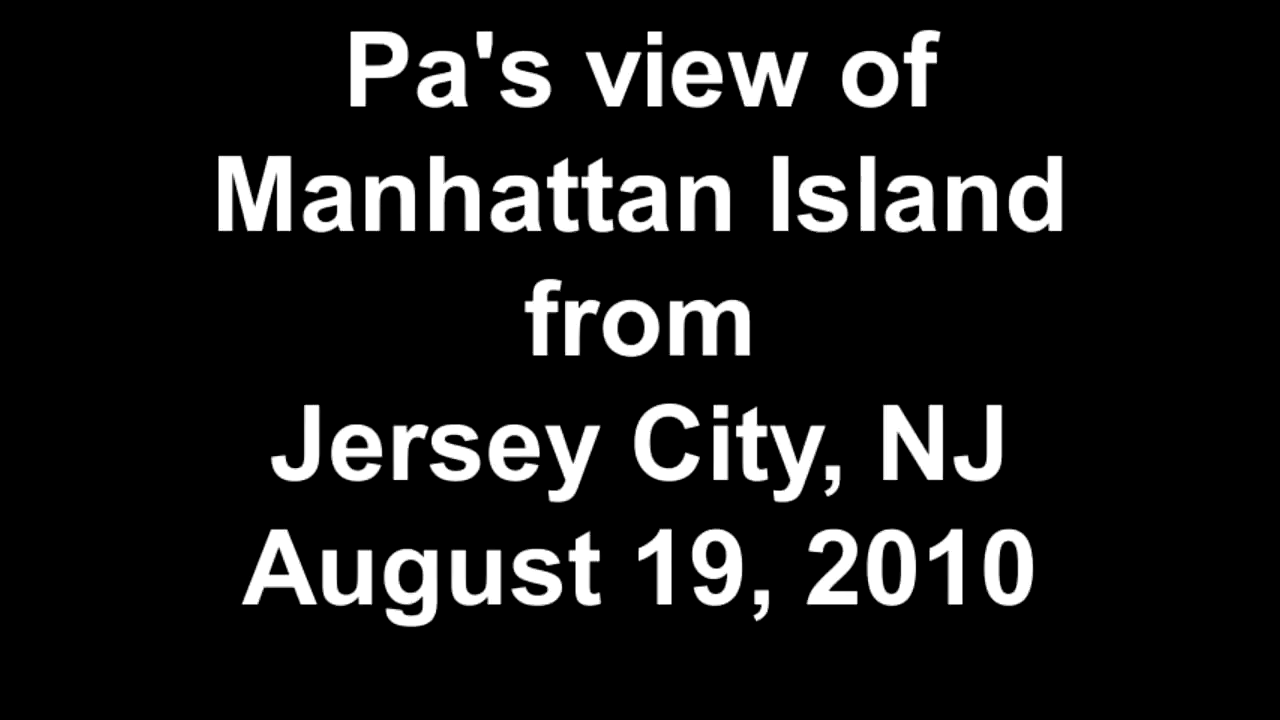 Pa's view of
Manhattan Island
from
Jersey City, NJ
August 19, 2010